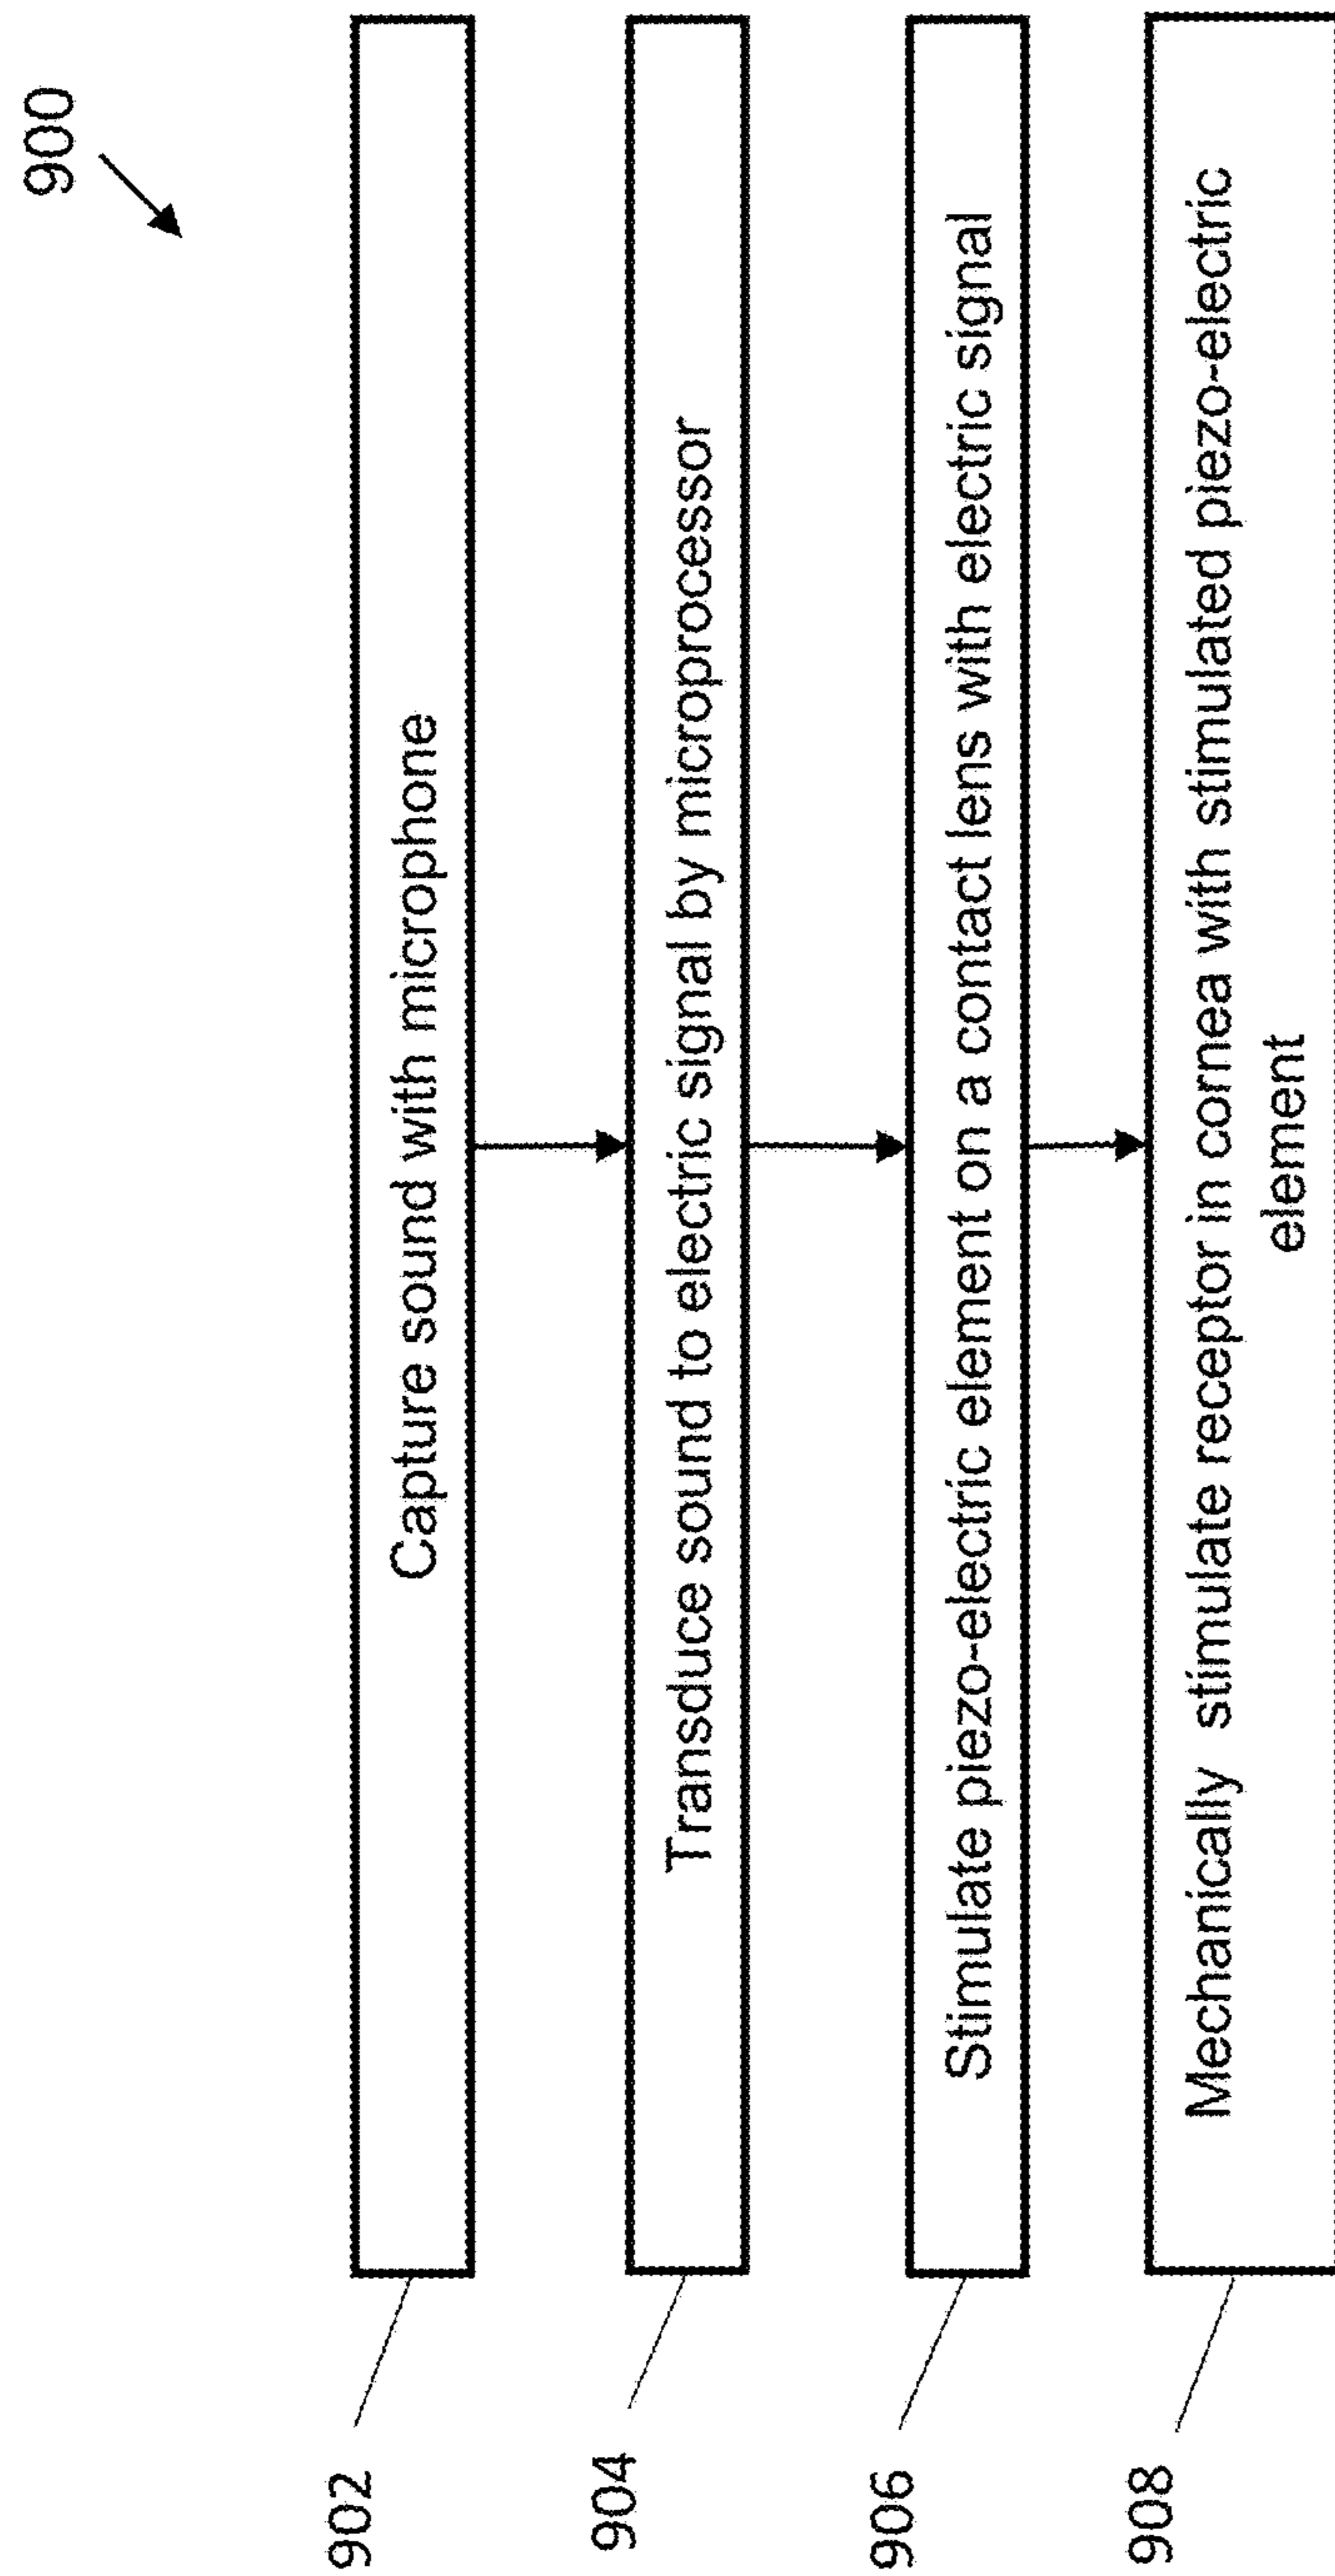 900
902
Capture sound with microphone
904
Transduce sound to electric signal by microprocessor
906
Stimulate piezo-electric element on a contact lens with electric signal
908
Mechanically stimulate receptor in cornea with stimulated piezo-electric
element